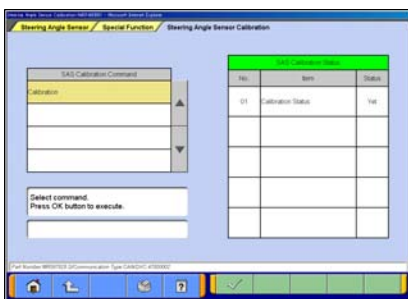 Steering Angle Sensor Special Function Steering Angle Sensor Calibration
SAS Calibration Command
Calibration
Select command.
Press OK button to execute.
SAS Calibration Status
No. Item Status
01 Calibration Status Yet
?